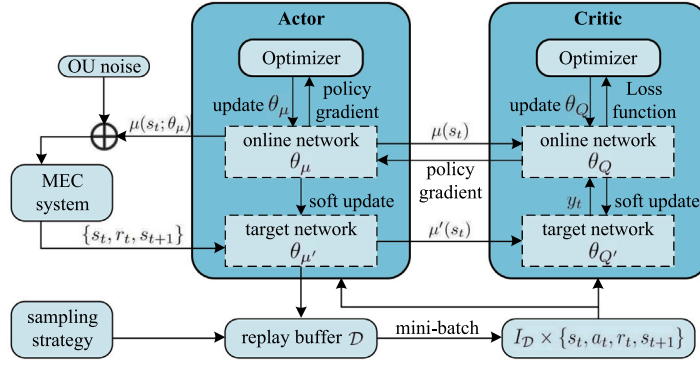 Actor
Critic
OU noise
Optimizer
Optimizer
update θ_μ
policy
gradient
update θ_Q
Loss
function
μ(s_t; θ_μ)
online network
θ_μ
μ(s_t)
online network
θ_Q
policy
gradient
MEC
system
soft update
y_t
soft update
{s_t, r_t, s_{t+1}}
target network
θ_{μ'}
μ'(s_t)
target network
θ_{Q'}
sampling
strategy
replay buffer 𝒟
mini-batch
I_𝒟 × {s_t, a_t, r_t, s_{t+1}}